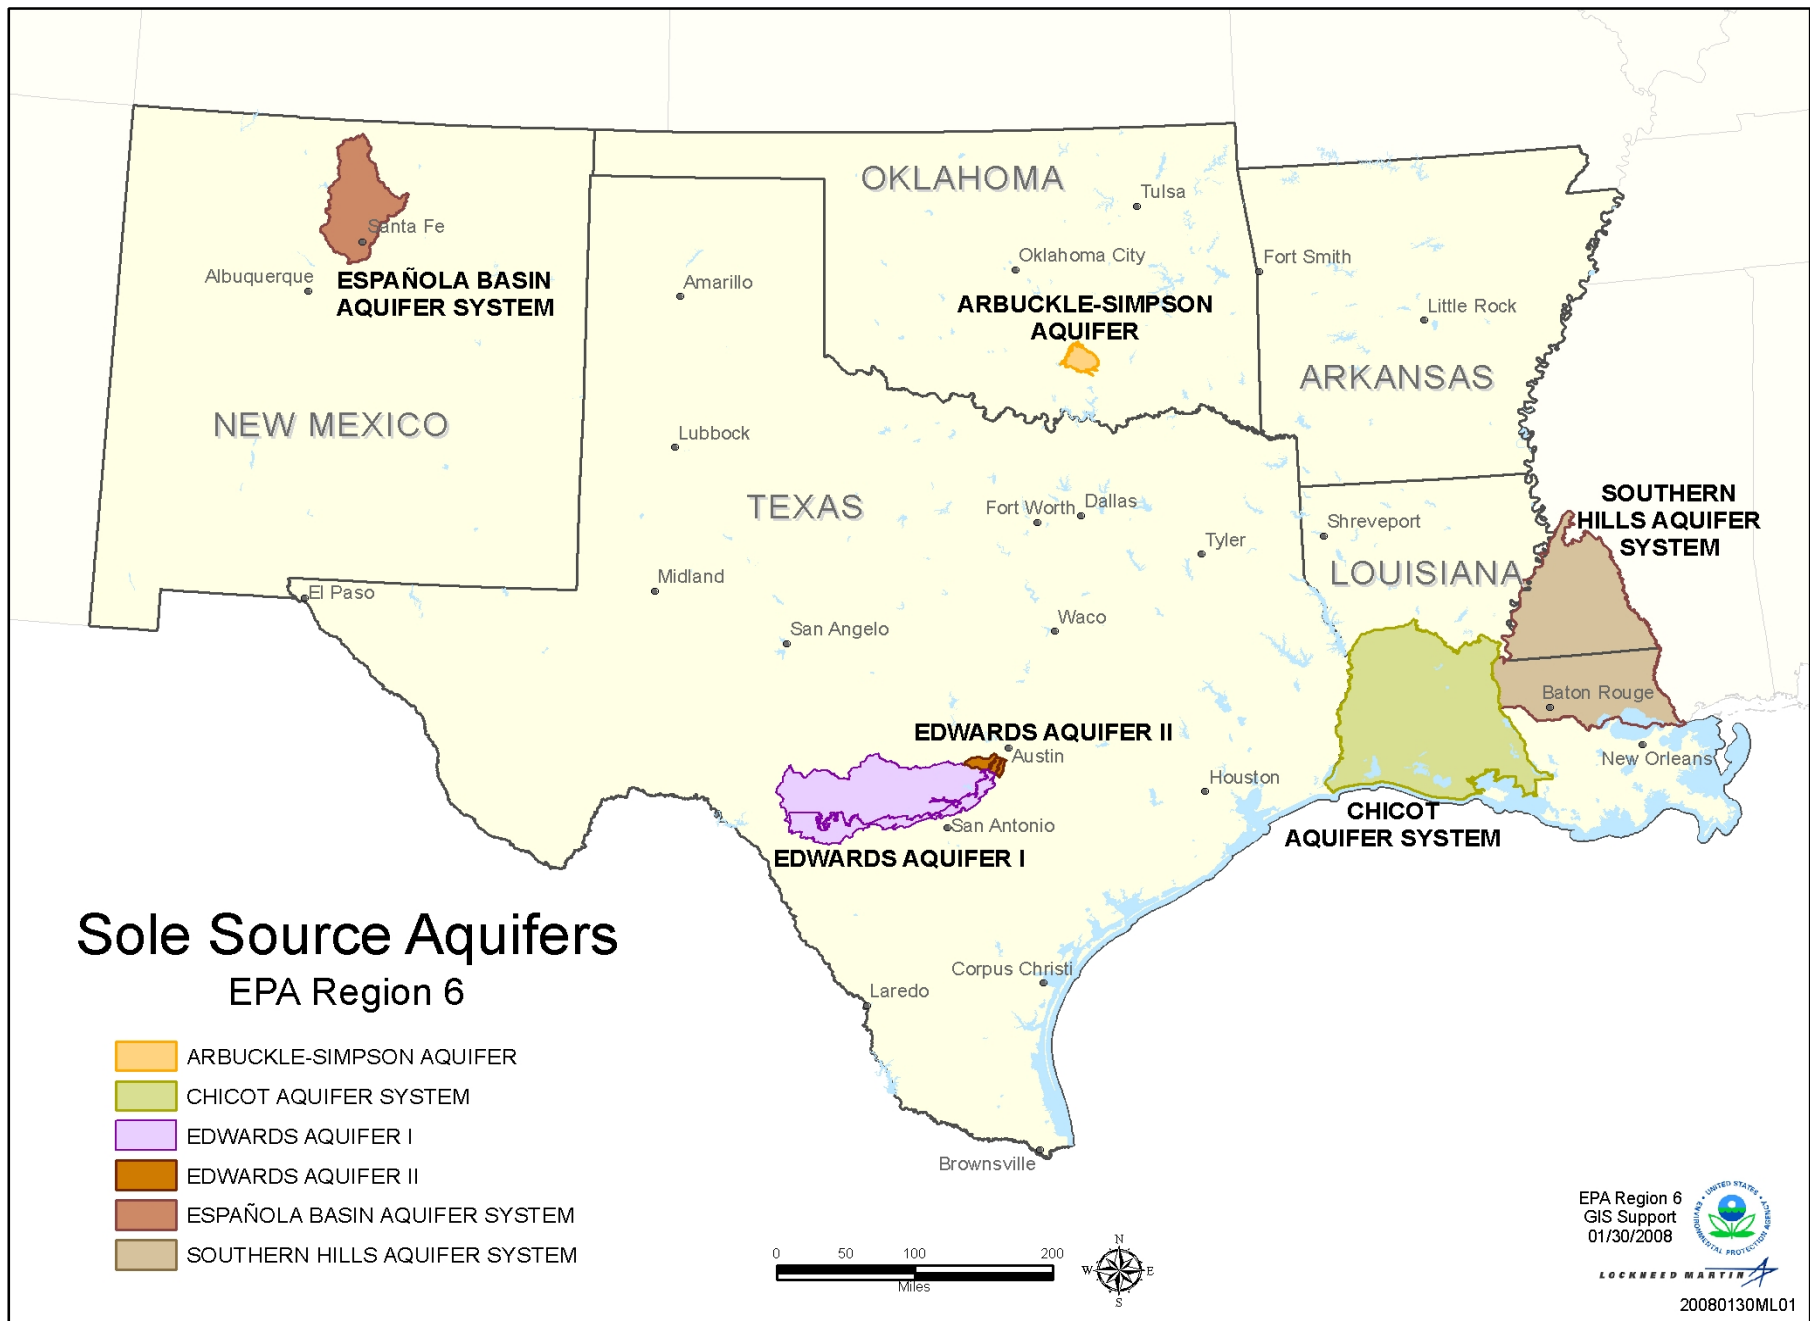 OKLAHOMA
Tulsa
Santa Fe
Oklahoma City
Fort Smith
Albuquerque
ESPAÑOLA BASIN
AQUIFER SYSTEM
Amarillo
ARBUCKLE-SIMPSON
AQUIFER
Little Rock
ARKANSAS
NEW MEXICO
Lubbock
TEXAS
Fort Worth
Dallas
SOUTHERN
HILLS AQUIFER
SYSTEM
Shreveport
Tyler
LOUISIANA
Midland
El Paso
Waco
San Angelo
Baton Rouge
EDWARDS AQUIFER II
Austin
New Orleans
Houston
CHICOT
AQUIFER SYSTEM
San Antonio
EDWARDS AQUIFER I
Sole Source Aquifers
EPA Region 6
Corpus Christi
Laredo
ARBUCKLE-SIMPSON AQUIFER
CHICOT AQUIFER SYSTEM
EDWARDS AQUIFER I
EDWARDS AQUIFER II
ESPAÑOLA BASIN AQUIFER SYSTEM
SOUTHERN HILLS AQUIFER SYSTEM
Brownsville
0 50 100 200
Miles
N
W E
S
EPA Region 6
GIS Support
01/30/2008
UNITED STATES
ENVIRONMENTAL PROTECTION AGENCY
LOCKHEED MARTIN
20080130ML01